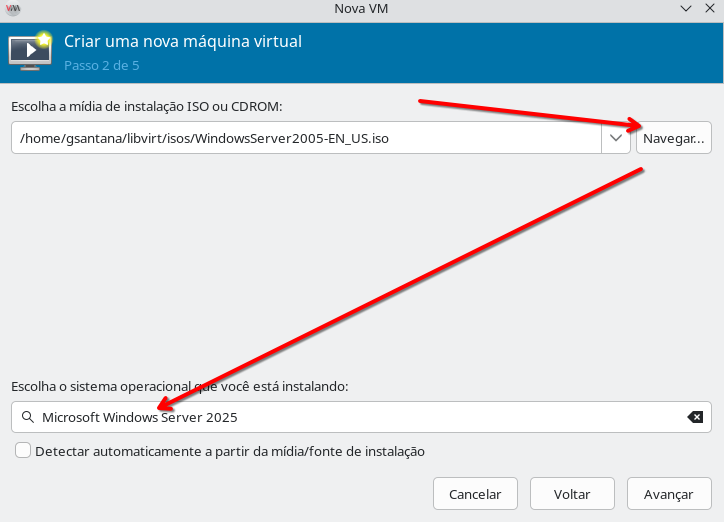 Nova VM
Criar uma nova máquina virtual
Passo 2 de 5
Escolha a mídia de instalação ISO ou CDROM:
/home/gsantana/libvirt/isos/WindowsServer2005-EN_US.iso
Navegar...
Escolha o sistema operacional que você está instalando:
Microsoft Windows Server 2025
Detectar automaticamente a partir da mídia/fonte de instalação
Cancelar
Voltar
Avançar